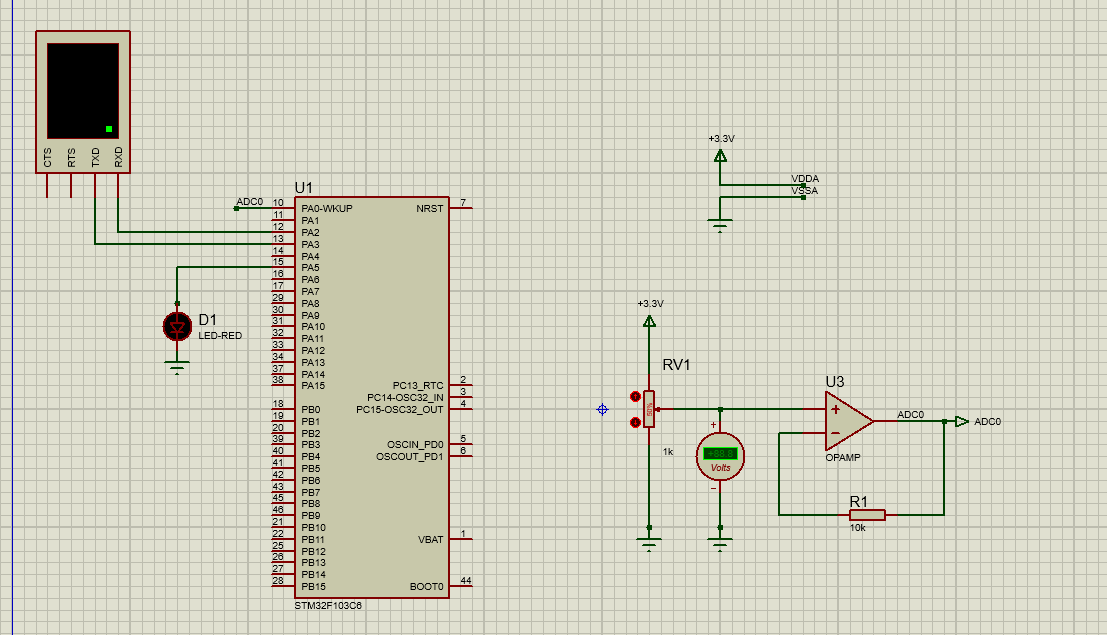 CTS
RTS
TXD
RXD
U1
ADC0
10
PA0-WKUP
11
PA1
12
PA2
13
PA3
14
PA4
15
PA5
16
PA6
17
PA7
29
PA8
30
PA9
31
PA10
32
PA11
33
PA12
34
PA13
37
PA14
38
PA15
18
PB0
19
PB1
20
PB2
39
PB3
40
PB4
41
PB5
42
PB6
43
PB7
45
PB8
46
PB9
21
PB10
22
PB11
25
PB12
26
PB13
27
PB14
28
PB15
NRST
7
PC13_RTC
2
PC14-OSC32_IN
3
PC15-OSC32_OUT
4
OSCIN_PD0
5
OSCOUT_PD1
6
VBAT
1
BOOT0
44
STM32F103C6
D1
LED-RED
+3.3V
VDDA
VSSA
+3.3V
RV1
50%
1k
+
+88.8
Volts
−
U3
+
−
OPAMP
ADC0
ADC0
R1
10k